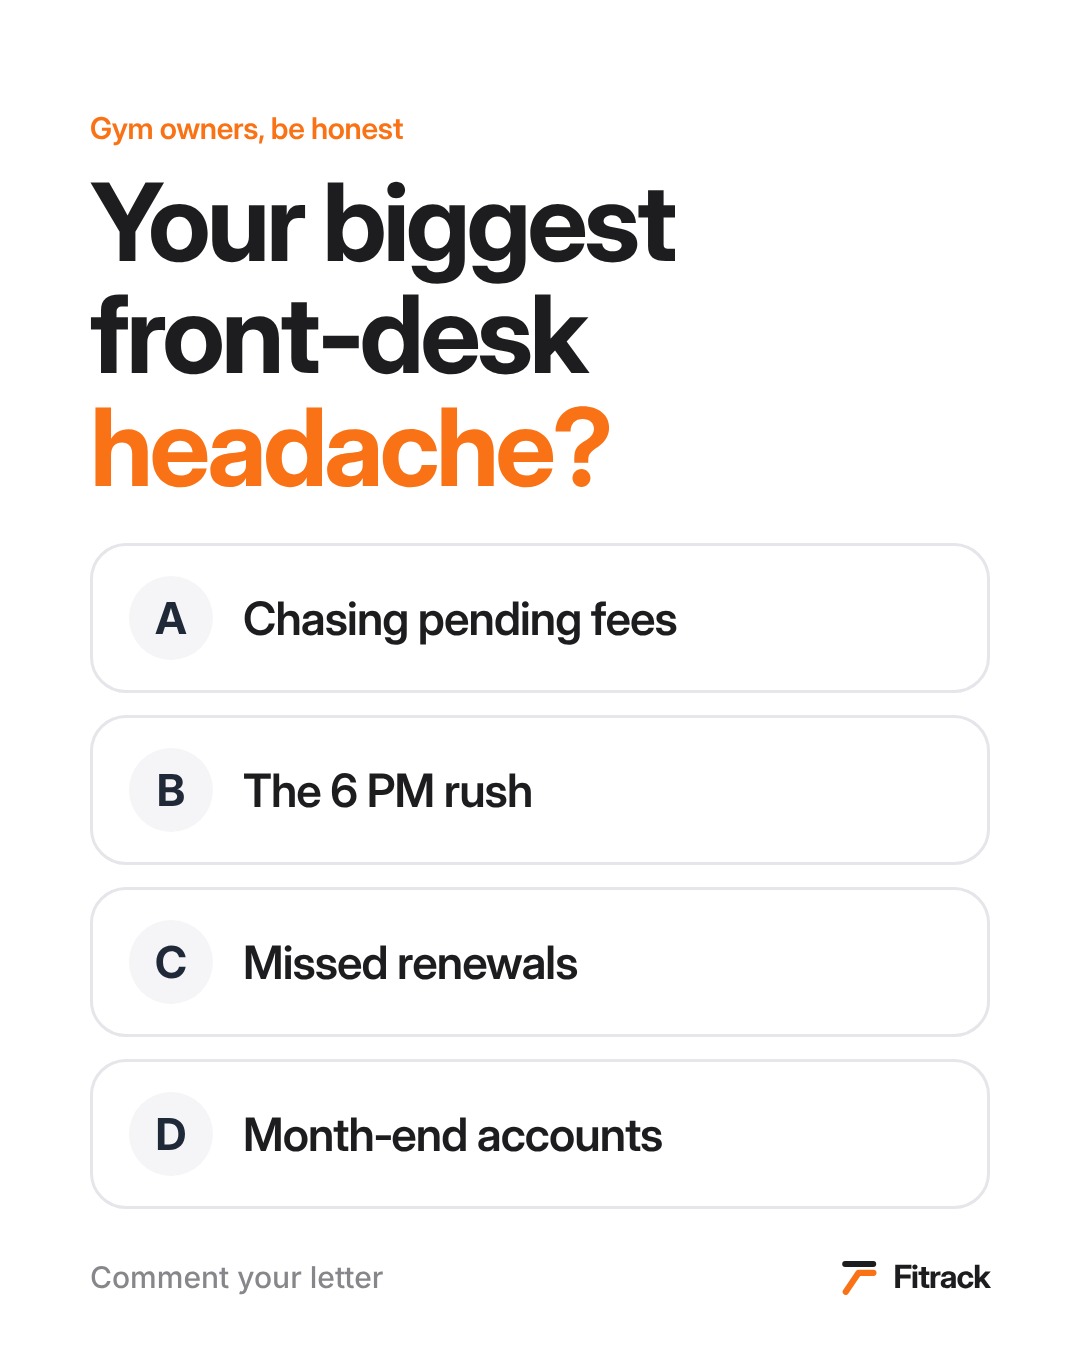 Gym owners, be honest
Your biggest
front-desk
headache?
A Chasing pending fees
B The 6 PM rush
C Missed renewals
D Month-end accounts
Comment your letter
Fitrack